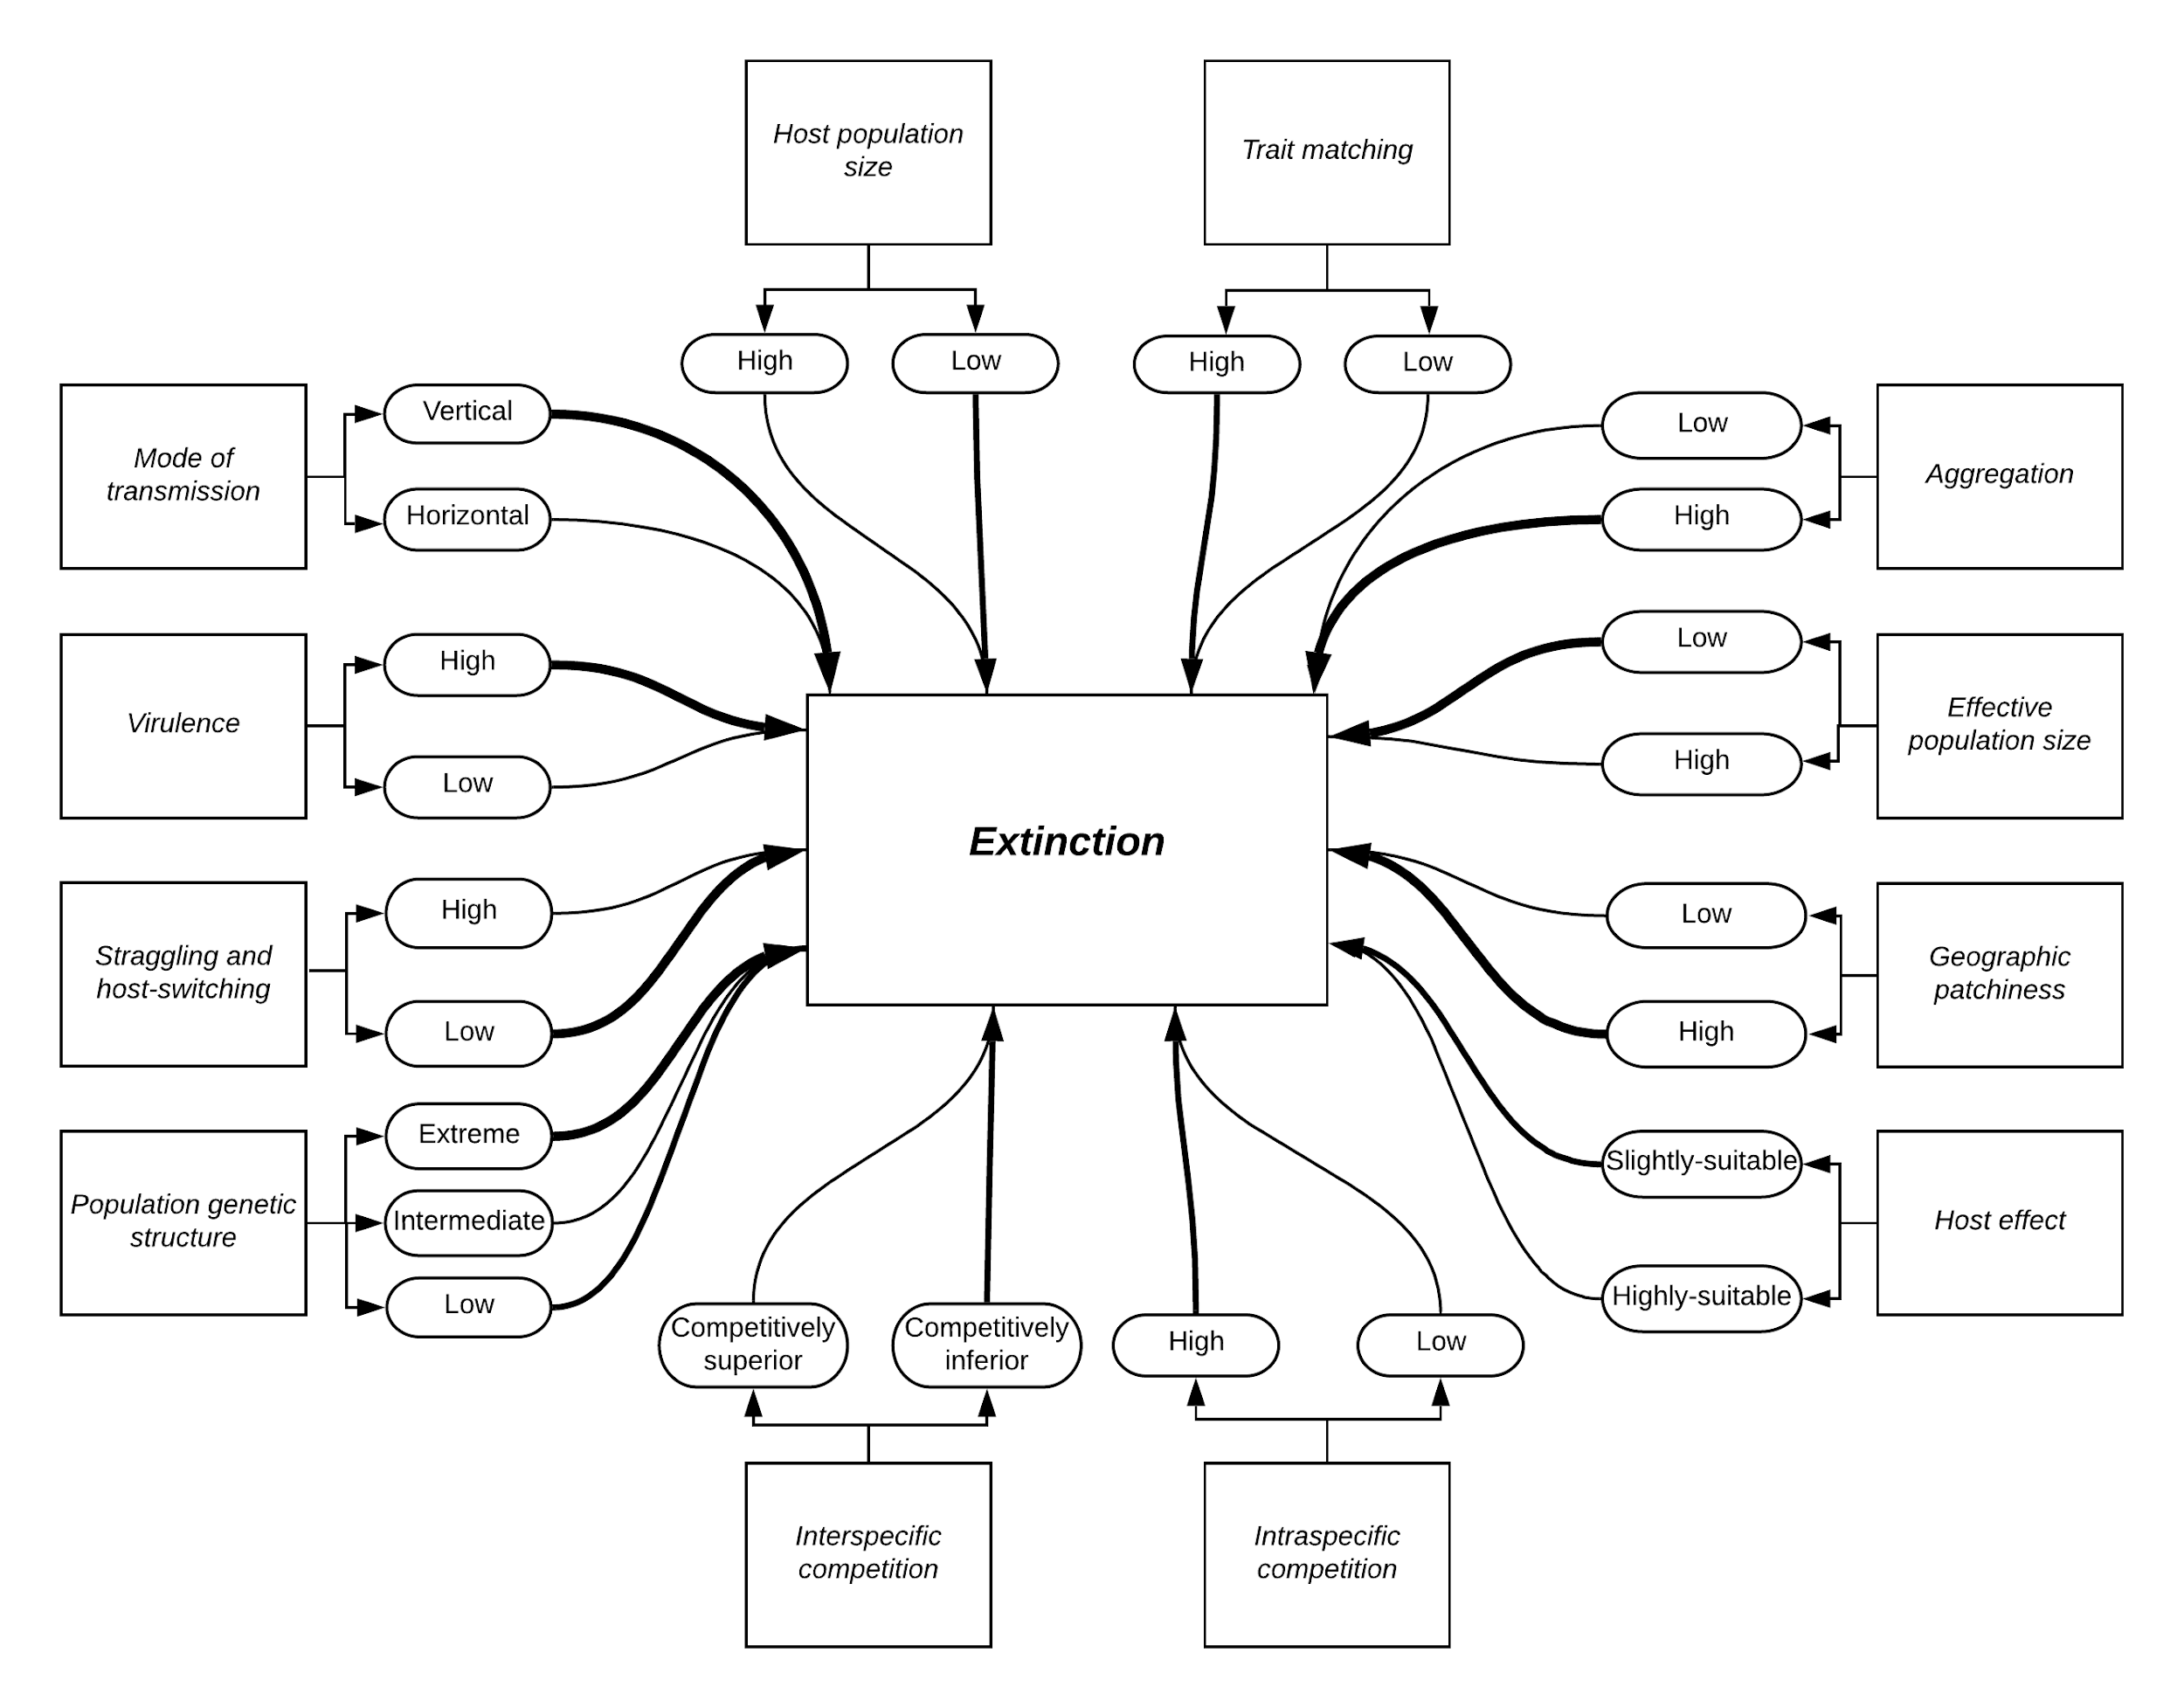 Host population
size
Trait matching
High
Low
High
Low
Mode of
transmission
Vertical
Horizontal
Low
High
Aggregation
Virulence
High
Low
Low
High
Effective
population size
Extinction
Straggling and
host-switching
High
Low
Low
High
Geographic
patchiness
Population genetic
structure
Extreme
Intermediate
Low
Slightly-suitable
Highly-suitable
Host effect
Competitively
superior
Competitively
inferior
High
Low
Interspecific
competition
Intraspecific
competition